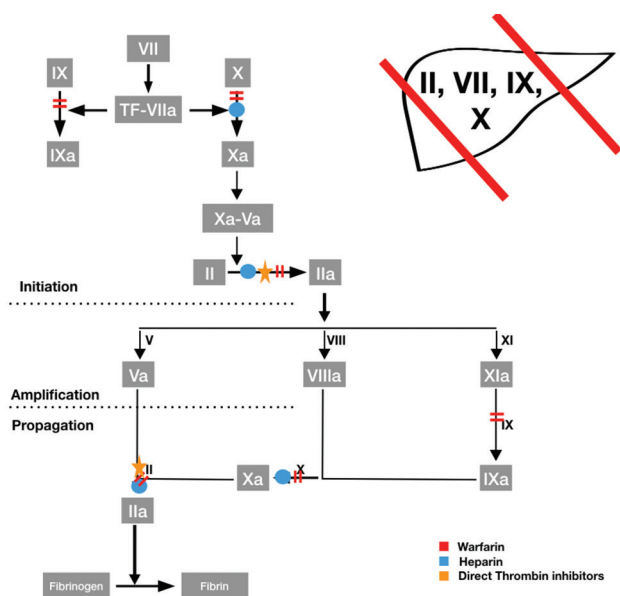 VII
IX
X
II, VII, IX,
X
TF-VIIa
IXa
Xa
Xa-Va
II
IIa
Initiation
V
VIII
XI
Va
VIIIa
XIa
Amplification
Propagation
IX
II
Xa
X
IXa
IIa
Warfarin
Heparin
Direct Thrombin inhibitors
Fibrinogen
Fibrin